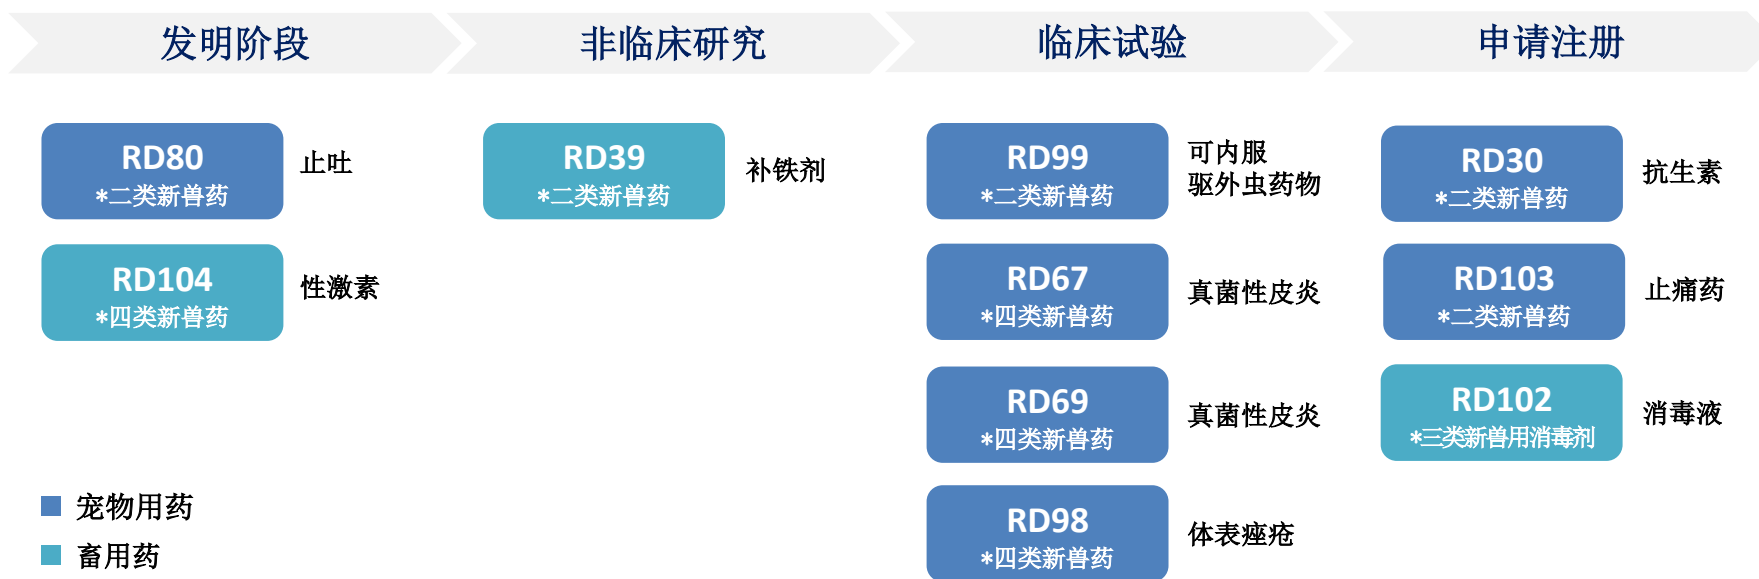 发明阶段
非临床研究
临床试验
申请注册
RD80
*二类新兽药
止吐
RD104
*四类新兽药
性激素
RD39
*二类新兽药
补铁剂
RD99
*二类新兽药
可内服
驱外虫药物
RD67
*四类新兽药
真菌性皮炎
RD69
*四类新兽药
真菌性皮炎
RD98
*四类新兽药
体表痤疮
RD30
*二类新兽药
抗生素
RD103
*二类新兽药
止痛药
RD102
*三类新兽用消毒剂
消毒液
宠物用药
畜用药